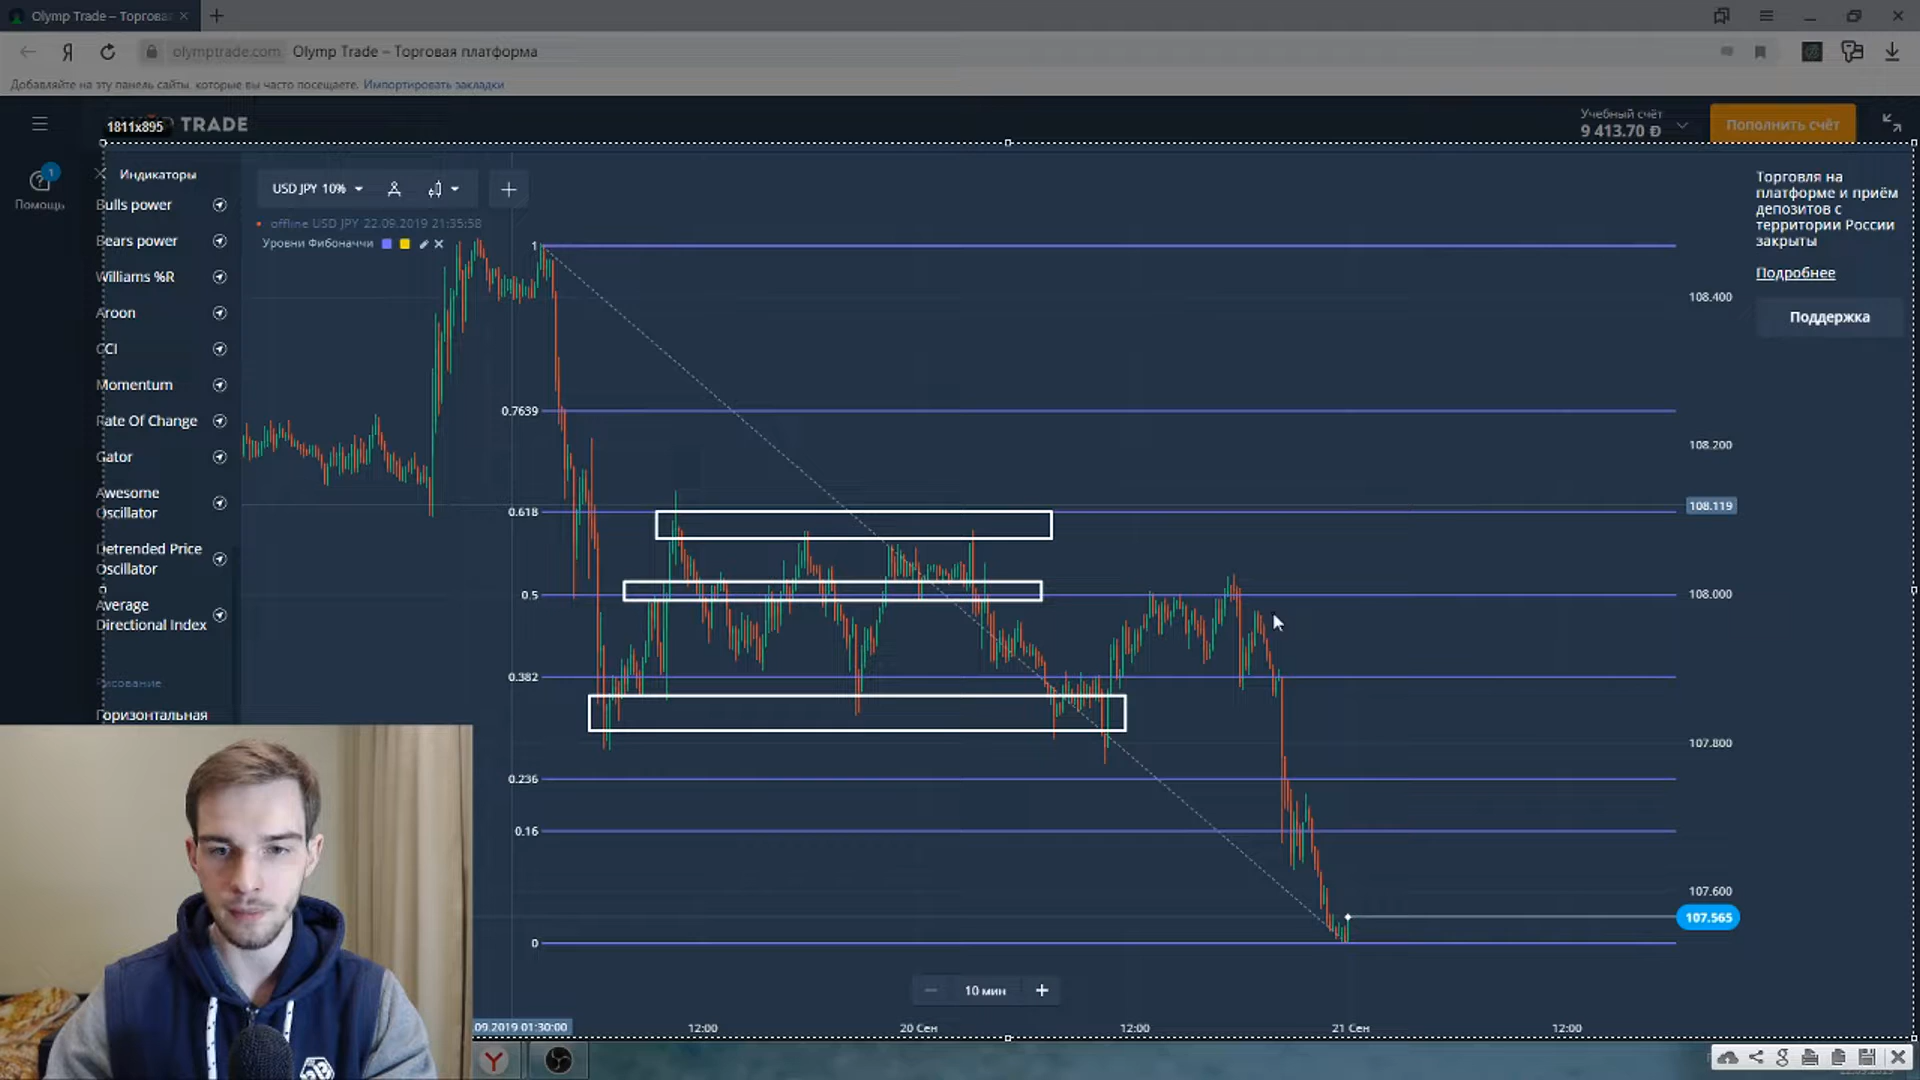 Olymp Trade – Торговая
Я
olymptrade.com Olymp Trade – Торговая платформа
Добавляйте на эту панель сайты, которые вы часто посещаете. Импортировать закладки
1811x895
TRADE
Учебный счёт
9 413.70 Đ
Пополнить счёт
1
Помощь
Индикаторы
Bulls power
Bears power
Williams %R
Aroon
CCI
Momentum
Rate Of Change
Gator
Awesome
Oscillator
Detrended Price
Oscillator
Average
Directional Index
Рисование
Горизонтальная
USD JPY 10%
offline USD JPY 22.09.2019 21:35:58
Уровни Фибоначчи
1
0.7639
0.618
0.5
0.382
0.236
0.16
0
108.400
108.200
108.119
108.000
107.800
107.600
107.565
Торговля на
платформе и приём
депозитов с
территории России
закрыты
Подробнее
Поддержка
10 мин
.09.2019 01:30:00
12:00
20 Сен
12:00
21 Сен
12:00